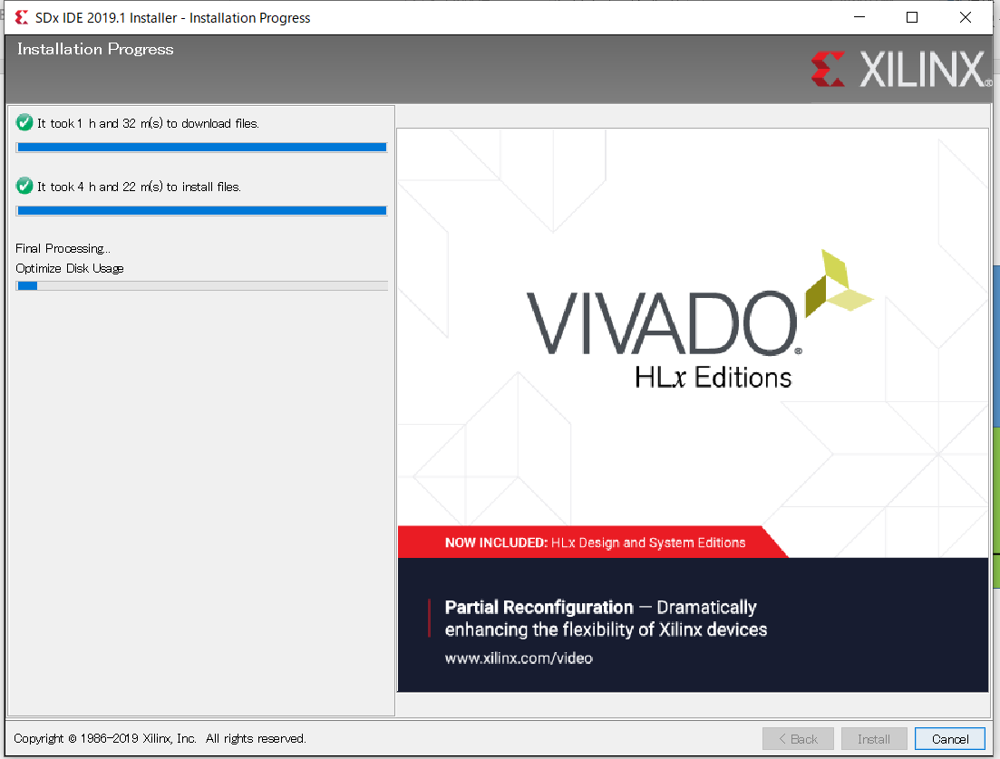 SDx IDE 2019.1 Installer - Installation Progress
Installation Progress
XILINX®
It took 1 h and 32 m(s) to download files.
It took 4 h and 22 m(s) to install files.
Final Processing...
Optimize Disk Usage
VIVADO®
HLx Editions
NOW INCLUDED: HLx Design and System Editions
Partial Reconfiguration — Dramatically
enhancing the flexibility of Xilinx devices
www.xilinx.com/video
Copyright © 1986-2019 Xilinx, Inc. All rights reserved.
< Back
Install
Cancel